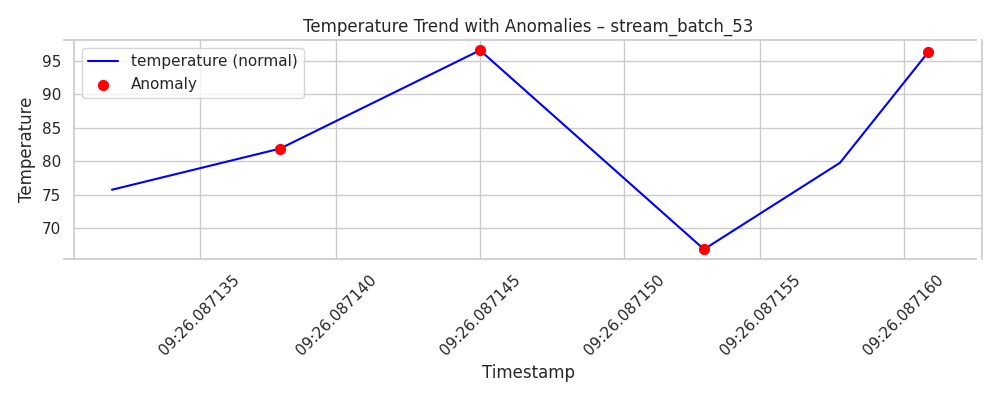 Temperature Trend with Anomalies – stream_batch_53
temperature (normal)
Anomaly
Temperature
95
90
85
80
75
70
09:26.087135
09:26.087140
09:26.087145
09:26.087150
09:26.087155
09:26.087160
Timestamp